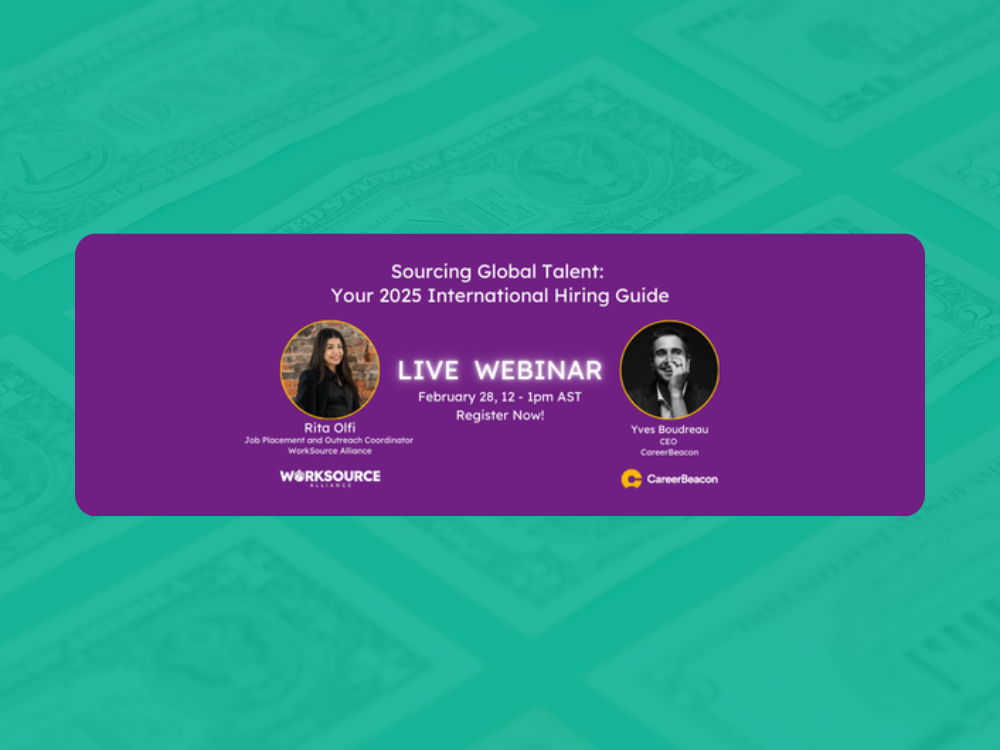 Sourcing Global Talent:
Your 2025 International Hiring Guide
LIVE WEBINAR
February 28, 12 - 1pm AST
Register Now!
Rita Olfi
Job Placement and Outreach Coordinator
WorkSource Alliance
WORKSOURCE
ALLIANCE
Yves Boudreau
CEO
CareerBeacon
CareerBeacon
ONE